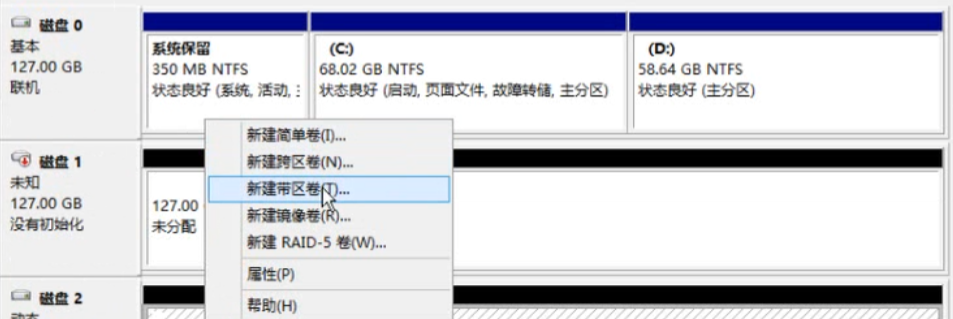 磁盘 0
基本
127.00 GB
联机
系统保留
350 MB NTFS
状态良好 (系统, 活动,
(C:)
68.02 GB NTFS
状态良好 (启动, 页面文件, 故障转储, 主分区)
(D:)
58.64 GB NTFS
状态良好 (主分区)
磁盘 1
未知
127.00 GB
没有初始化
127.00
未分配
新建简单卷(I)...
新建跨区卷(N)...
新建带区卷(T)...
新建镜像卷(R)...
新建 RAID-5 卷(W)...
属性(P)
帮助(H)
磁盘 2